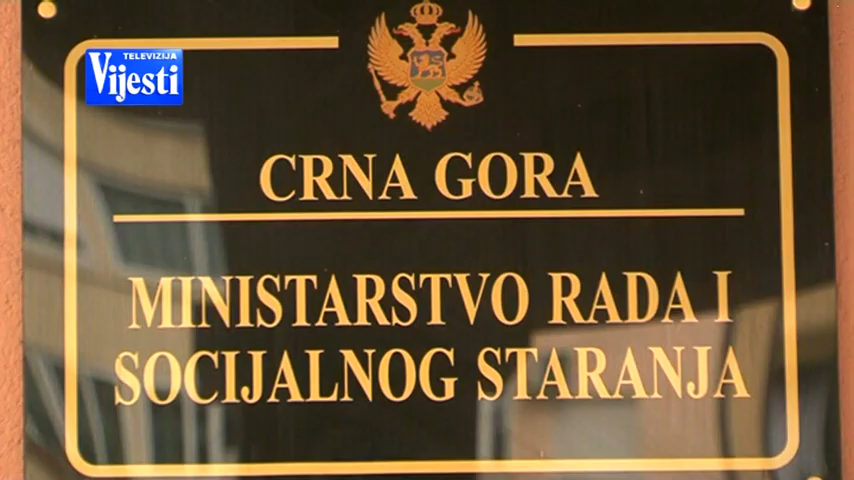 TELEVIZIJA
Vijesti
CRNA GORA
MINISTARSTVO RADA I
SOCIJALNOG STARANJA